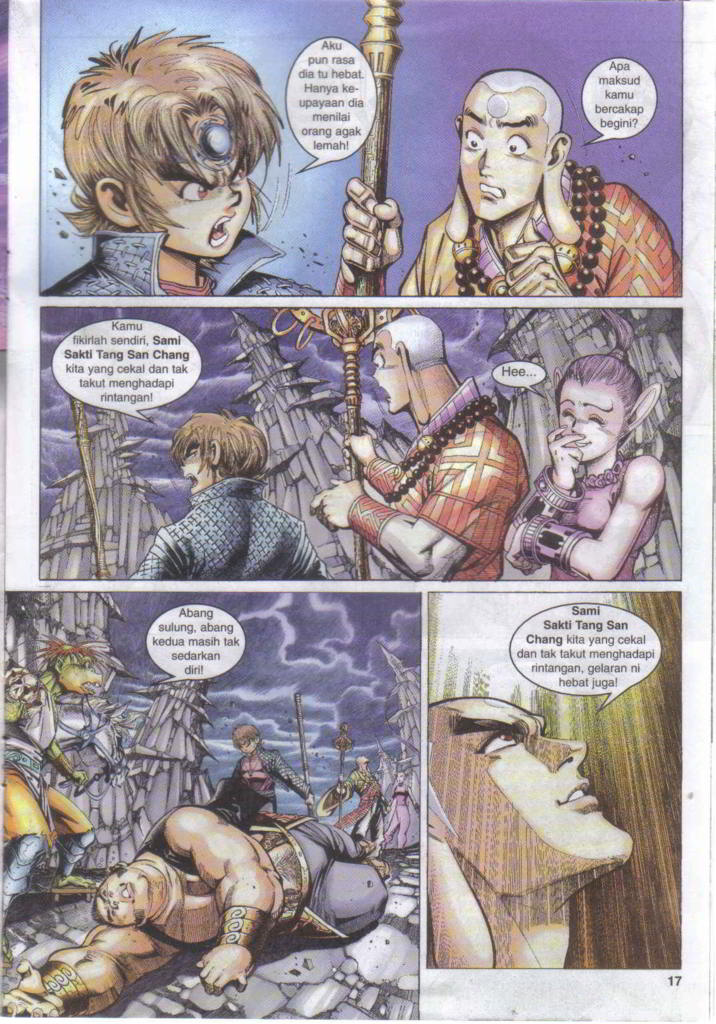 Aku
pun rasa
dia tu hebat.
Hanya ke-
upayaan dia
menilai
orang agak
lemah!
Apa
maksud
kamu
bercakap
begini?
Kamu
fikirlah sendiri, Sami
Sakti Tang San Chang
kita yang cekal dan tak
takut menghadapi
rintangan!
Hee...
Abang
sulung, abang
kedua masih tak
sedarkan
diri!
Sami
Sakti Tang San
Chang kita yang cekal
dan tak takut menghadapi
rintangan, gelaran ni
hebat juga!
17